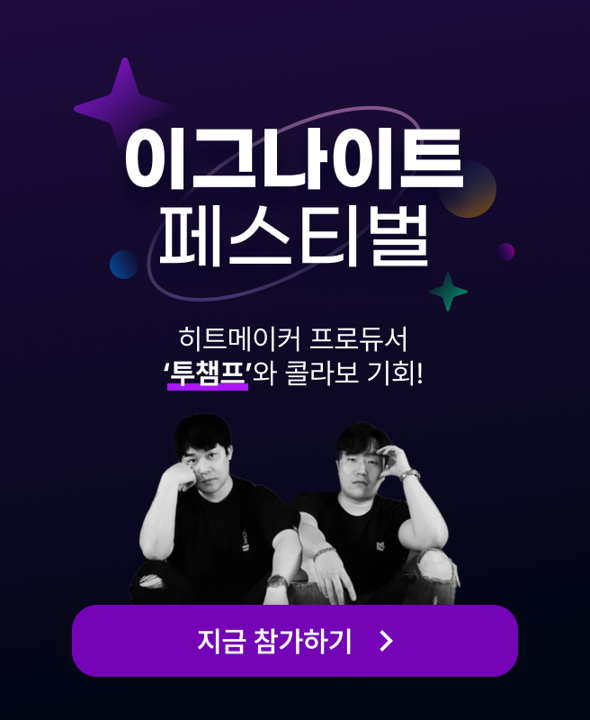 이그나이트
페스티벌
히트메이커 프로듀서
‘투챔프’와 콜라보 기회!
지금 참가하기